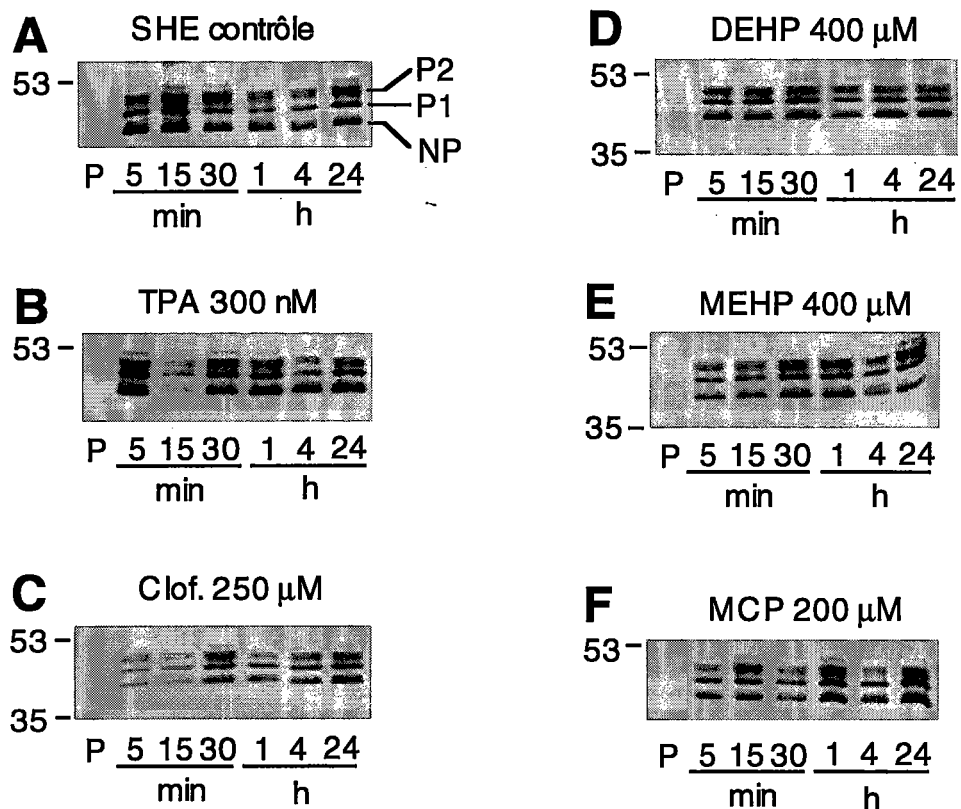 A SHE contrôle
53
P2
P1
NP
P 5 15 30 1 4 24
min h
B TPA 300 nM
53
P 5 15 30 1 4 24
min h
C Clof. 250 µM
53
35
P 5 15 30 1 4 24
min h
D DEHP 400 µM
53
35
P 5 15 30 1 4 24
min h
E MEHP 400 µM
53
35
P 5 15 30 1 4 24
min h
F MCP 200 µM
53
P 5 15 30 1 4 24
min h